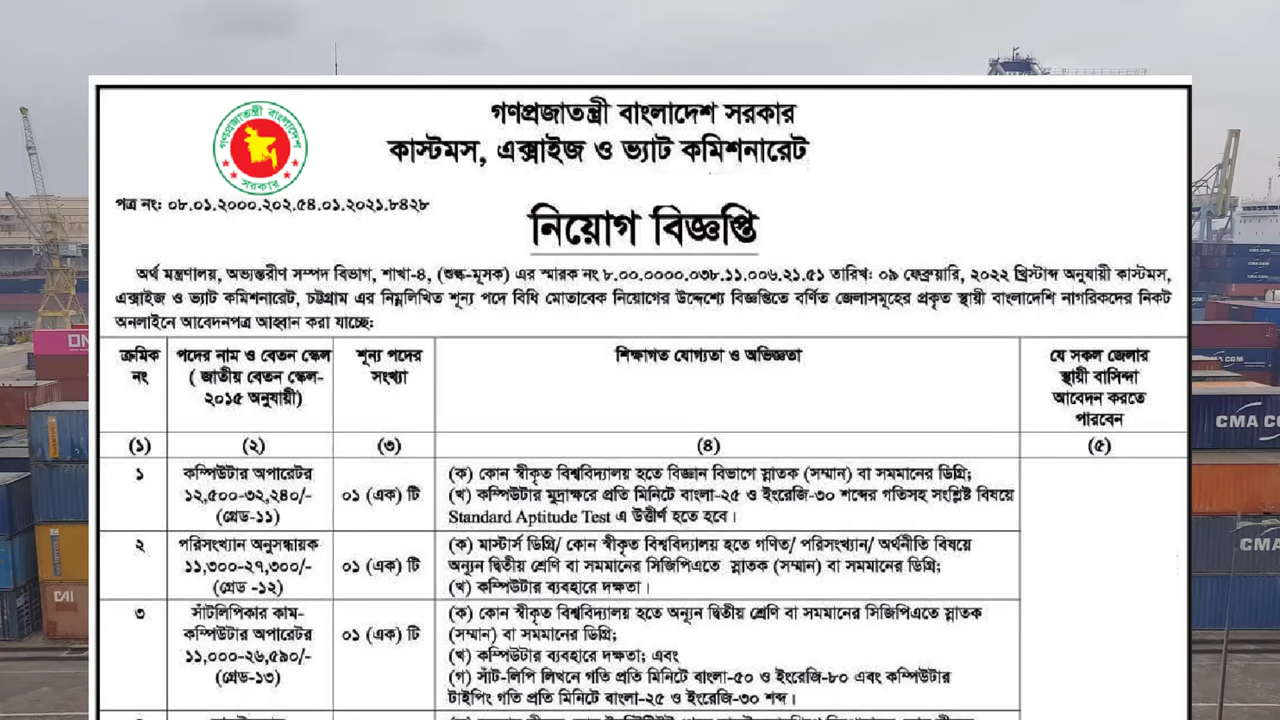 গণপ্রজাতন্ত্রী বাংলাদেশ সরকার
কাস্টমস, এক্সাইজ ও ভ্যাট কমিশনারেট
গণপ্রজাতন্ত্রী বাংলাদেশ
সরকার
পত্র নং: ০৮.০১.২০০০.২০২.৫৪.০১.২০২১.৮৪২৮
নিয়োগ বিজ্ঞপ্তি
অর্থ মন্ত্রণালয়, অভ্যন্তরীণ সম্পদ বিভাগ, শাখা-৪, (শুল্ক-মূসক) এর স্মারক নং ৮.০০.০০০০.০৩৮.১১.০০৬.২১.৫১ তারিখ: ০৯ ফেব্রুয়ারি, ২০২২ খ্রিস্টাব্দ অনুযায়ী কাস্টমস,
এক্সাইজ ও ভ্যাট কমিশনারেট, চট্টগ্রাম এর নিম্নলিখিত শূন্য পদে বিধি মোতাবেক নিয়োগের উদ্দেশ্যে বিজ্ঞপ্তিতে বর্ণিত জেলাসমূহের প্রকৃত স্থায়ী বাংলাদেশি নাগরিকদের নিকট
অনলাইনে আবেদনপত্র আহ্বান করা যাচ্ছে:
ক্রমিক নং
পদের নাম ও বেতন স্কেল
( জাতীয় বেতন স্কেল-
২০১৫ অনুযায়ী)
শূন্য পদের
সংখ্যা
শিক্ষাগত যোগ্যতা ও অভিজ্ঞতা
যে সকল জেলার
স্থায়ী বাসিন্দা
আবেদন করতে
পারবেন
(১) (২) (৩) (৪) (৫)
১
কম্পিউটার অপারেটর
১২,৫০০-৩২,২৪০/-
(গ্রেড-১১)
০১ (এক) টি
(ক) কোন স্বীকৃত বিশ্ববিদ্যালয় হতে বিজ্ঞান বিভাগে স্নাতক (সম্মান) বা সমমানের ডিগ্রি;
(খ) কম্পিউটার মুদ্রাক্ষরে প্রতি মিনিটে বাংলা-২৫ ও ইংরেজি-৩০ শব্দের গতিসহ সংশ্লিষ্ট বিষয়ে
Standard Aptitude Test এ উত্তীর্ণ হতে হবে।
২
পরিসংখ্যান অনুসন্ধায়ক
১১,৩০০-২৭,৩০০/-
(গ্রেড -১২)
০১ (এক) টি
(ক) মাস্টার্স ডিগ্রি/ কোন স্বীকৃত বিশ্ববিদ্যালয় হতে গণিত/ পরিসংখ্যান/ অর্থনীতি বিষয়ে
অন্যূন দ্বিতীয় শ্রেণি বা সমমানের সিজিপিএতে স্নাতক (সম্মান) বা সমমানের ডিগ্রি;
(খ) কম্পিউটার ব্যবহারে দক্ষতা।
৩
সাঁটলিপিকার কাম-
কম্পিউটার অপারেটর
১১,০০০-২৬,৫৯০/-
(গ্রেড-১৩)
০১ (এক) টি
(ক) কোন স্বীকৃত বিশ্ববিদ্যালয় হতে অন্যূন দ্বিতীয় শ্রেণি বা সমমানের সিজিপিএতে স্নাতক
(সম্মান) বা সমমানের ডিগ্রি;
(খ) কম্পিউটার ব্যবহারে দক্ষতা; এবং
(গ) সাঁট-লিপি লিখনে গতি প্রতি মিনিটে বাংলা-৫০ ও ইংরেজি-৮০ এবং কম্পিউটার
টাইপিং গতি প্রতি মিনিটে বাংলা-২৫ ও ইংরেজি-৩০ শব্দ।
CMA CGM
CMA
CAI